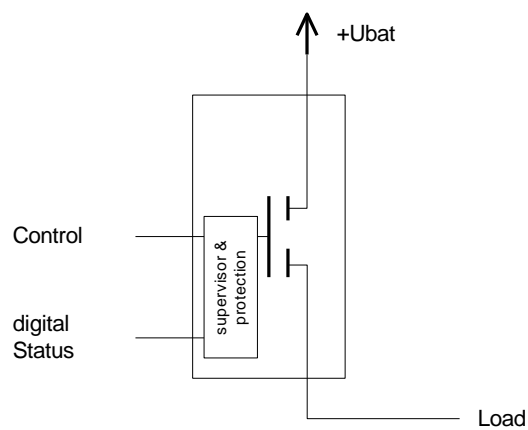 +Ubat
Control
supervisor &
protection
digital
Status
Load